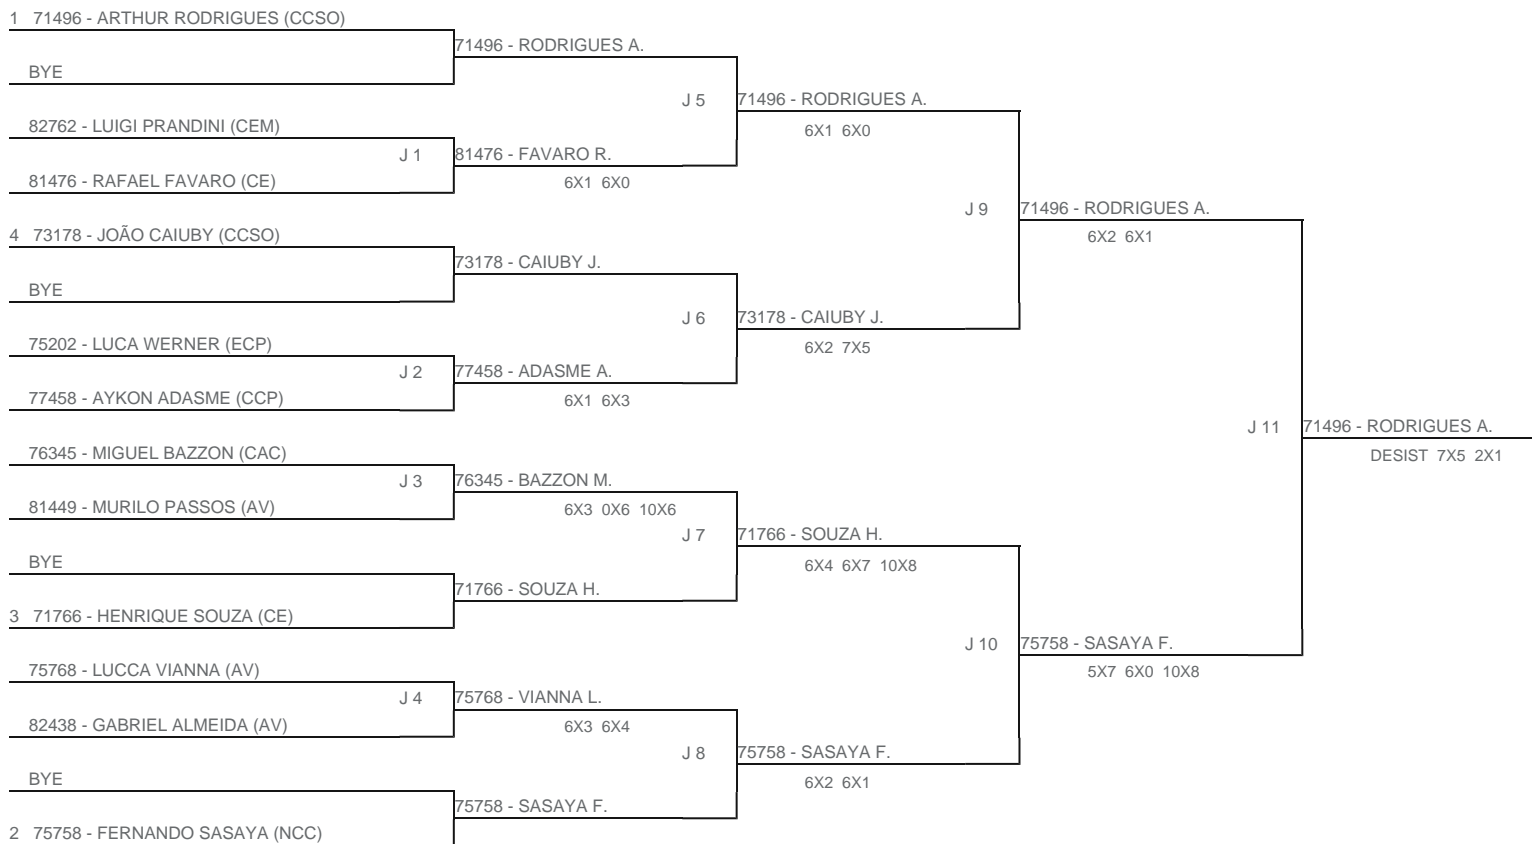 1 71496 - ARTHUR RODRIGUES (CCSO)
71496 - RODRIGUES A.
BYE
J 5
71496 - RODRIGUES A.
6X1 6X0
82762 - LUIGI PRANDINI (CEM)
J 1
81476 - FAVARO R.
6X1 6X0
81476 - RAFAEL FAVARO (CE)
J 9
71496 - RODRIGUES A.
6X2 6X1
4 73178 - JOÃO CAIUBY (CCSO)
73178 - CAIUBY J.
BYE
J 6
73178 - CAIUBY J.
6X2 7X5
75202 - LUCA WERNER (ECP)
J 2
77458 - ADASME A.
6X1 6X3
77458 - AYKON ADASME (CCP)
J 11
71496 - RODRIGUES A.
DESIST 7X5 2X1
76345 - MIGUEL BAZZON (CAC)
J 3
76345 - BAZZON M.
6X3 0X6 10X6
81449 - MURILO PASSOS (AV)
J 7
71766 - SOUZA H.
6X4 6X7 10X8
BYE
71766 - SOUZA H.
3 71766 - HENRIQUE SOUZA (CE)
J 10
75758 - SASAYA F.
5X7 6X0 10X8
75768 - LUCCA VIANNA (AV)
J 4
75768 - VIANNA L.
6X3 6X4
82438 - GABRIEL ALMEIDA (AV)
J 8
75758 - SASAYA F.
6X2 6X1
BYE
75758 - SASAYA F.
2 75758 - FERNANDO SASAYA (NCC)